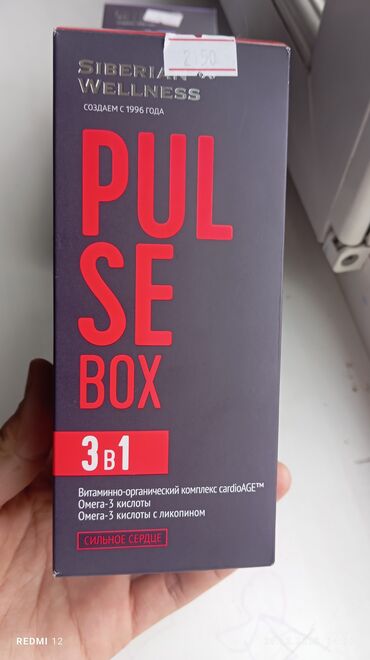 2150
SIBERIAN
WELLNESS
СОЗДАЕМ С 1996 ГОДА
PUL
SE
BOX
3 в 1
Витаминно-органический комплекс cardioAGE™
Омега-3 кислоты
Омега-3 кислоты с ликопином
СИЛЬНОЕ СЕРДЦЕ
REDMI 12